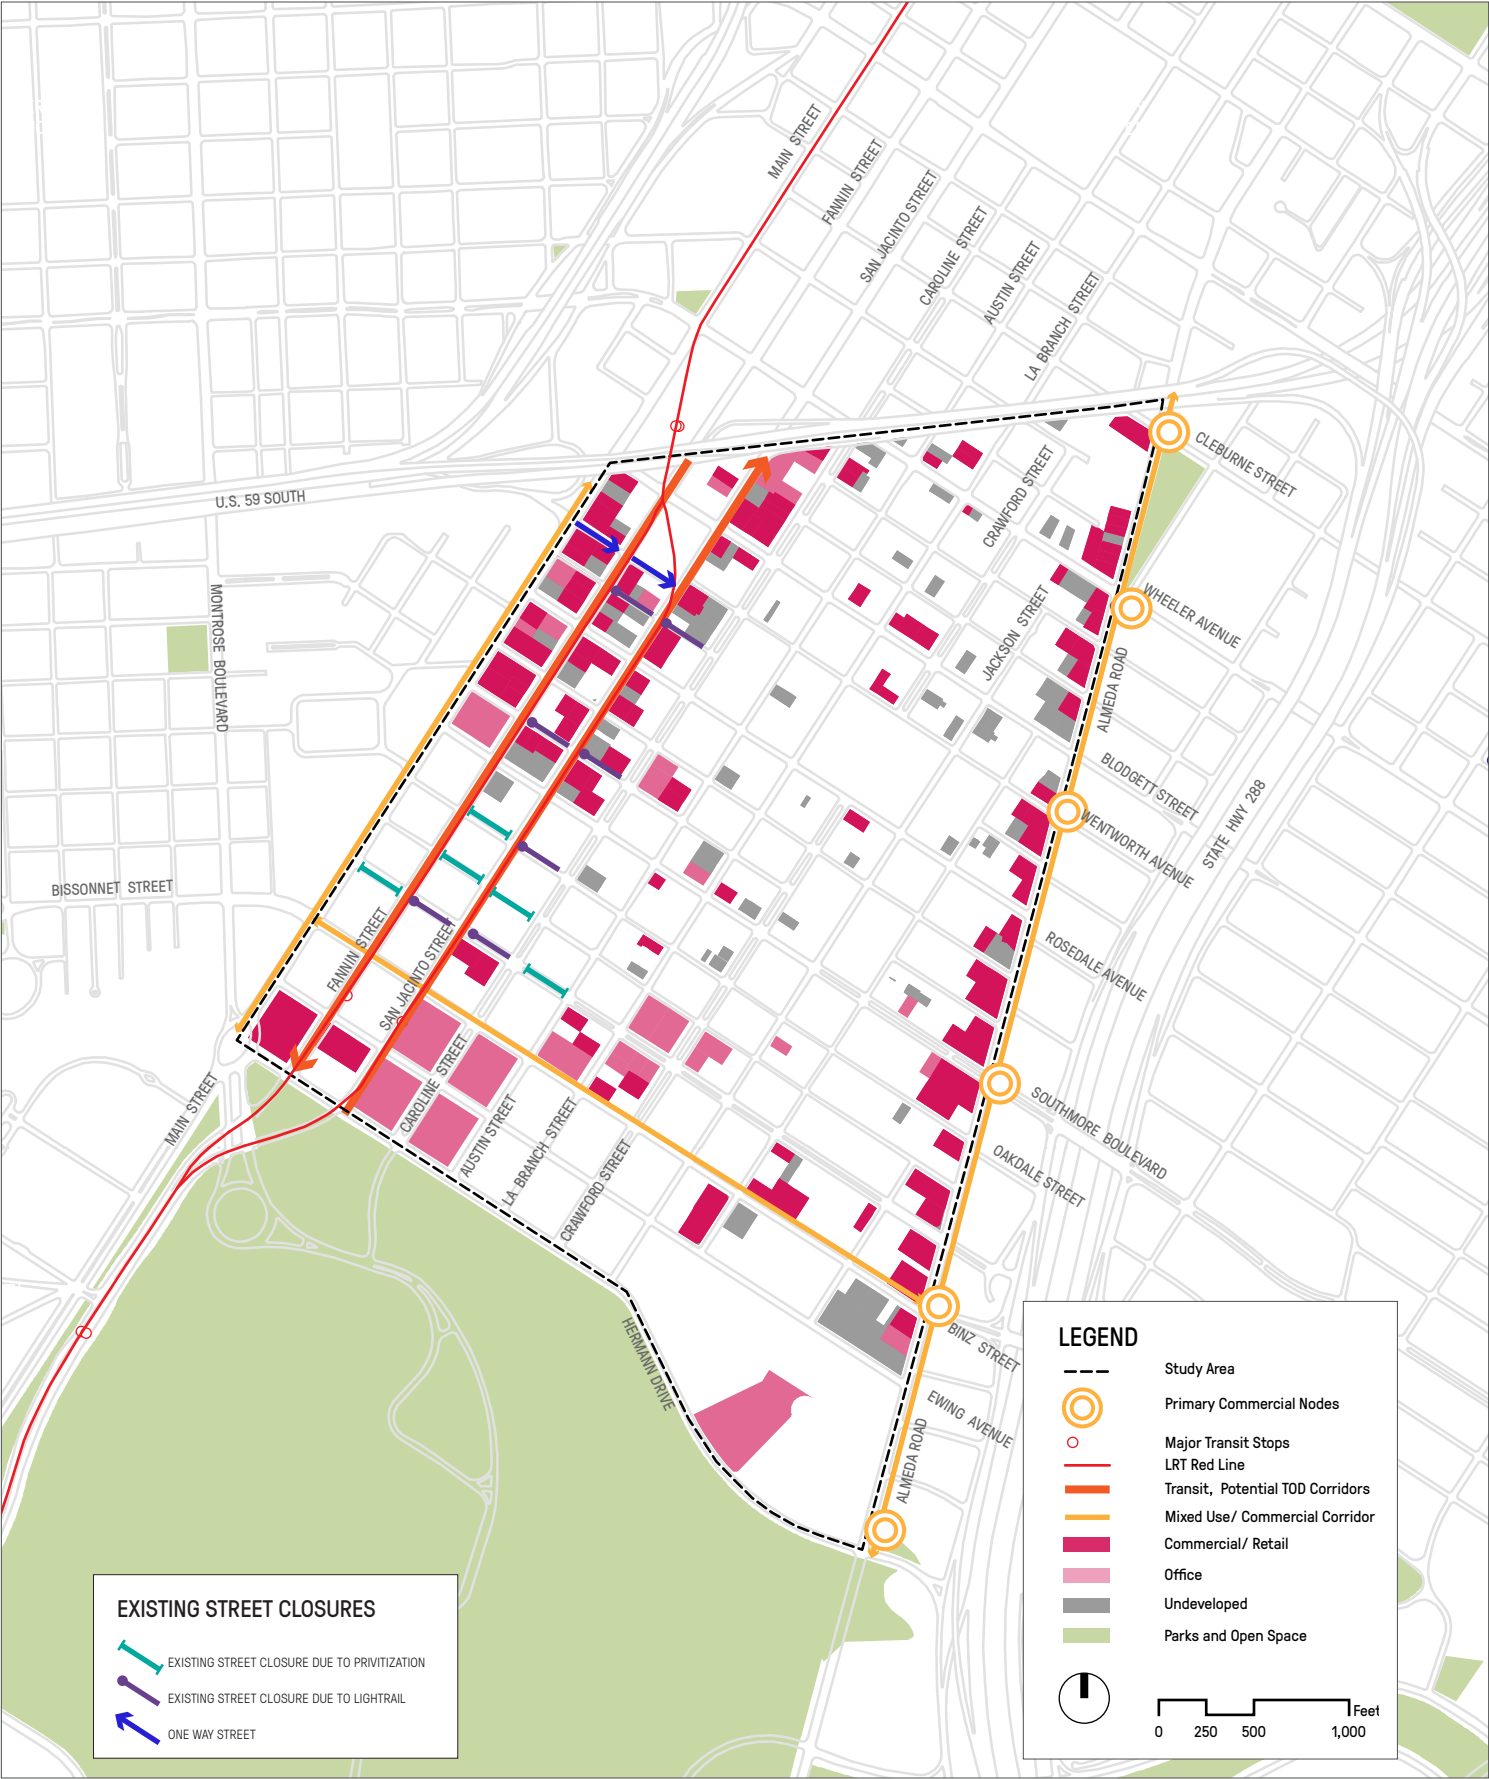 MAIN STREET
FANNIN STREET
SAN JACINTO STREET
CAROLINE STREET
AUSTIN STREET
LA BRANCH STREET
CLEBURNE STREET
CRAWFORD STREET
U.S. 59 SOUTH
MONTROSE BOULEVARD
WHEELER AVENUE
JACKSON STREET
ALMEDA ROAD
BLODGETT STREET
STATE HWY 288
WENTWORTH AVENUE
BISSONNET STREET
FANNIN STREET
SAN JACINTO STREET
ROSEDALE AVENUE
MAIN STREET
CAROLINE STREET
AUSTIN STREET
LA BRANCH STREET
CRAWFORD STREET
SOUTHMORE BOULEVARD
OAKDALE STREET
HERMANN DRIVE
BINZ STREET
EWING AVENUE
ALMEDA ROAD
LEGEND
Study Area
Primary Commercial Nodes
Major Transit Stops
LRT Red Line
Transit, Potential TOD Corridors
Mixed Use/ Commercial Corridor
Commercial/ Retail
Office
Undeveloped
Parks and Open Space
Feet
0 250 500 1,000
EXISTING STREET CLOSURES
EXISTING STREET CLOSURE DUE TO PRIVITIZATION
EXISTING STREET CLOSURE DUE TO LIGHTRAIL
ONE WAY STREET